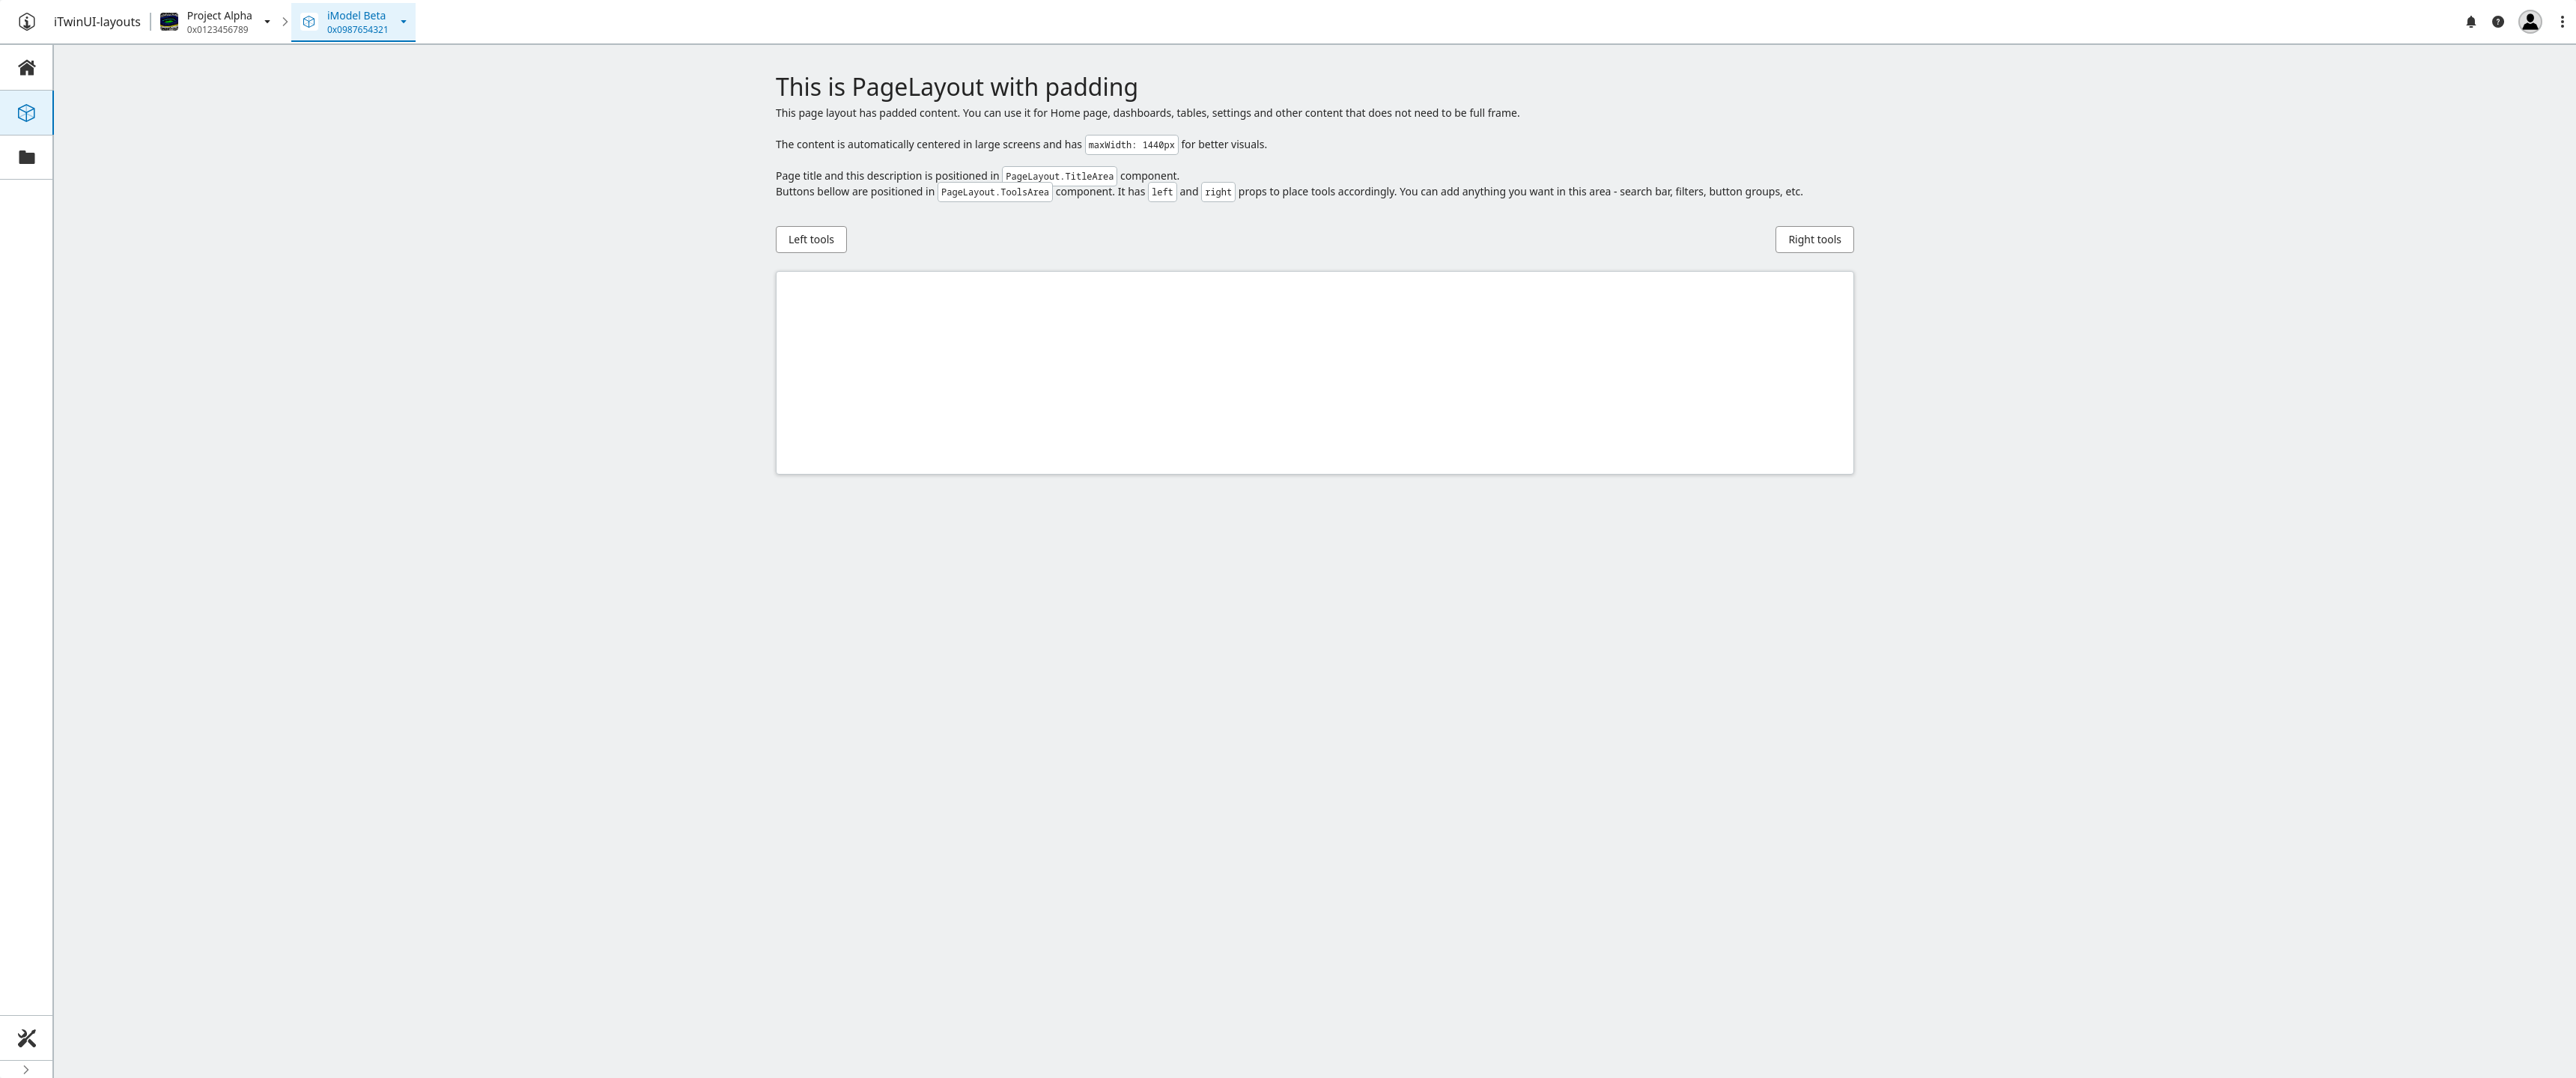 iTwinUI-layouts
Project Alpha
0x0123456789
iModel Beta
0x0987654321
This is PageLayout with padding
This page layout has padded content. You can use it for Home page, dashboards, tables, settings and other content that does not need to be full frame.
The content is automatically centered in large screens and has maxWidth: 1440px for better visuals.
Page title and this description is positioned in PageLayout.TitleArea component.
Buttons bellow are positioned in PageLayout.ToolsArea component. It has left and right props to place tools accordingly. You can add anything you want in this area - search bar, filters, button groups, etc.
Left tools
Right tools